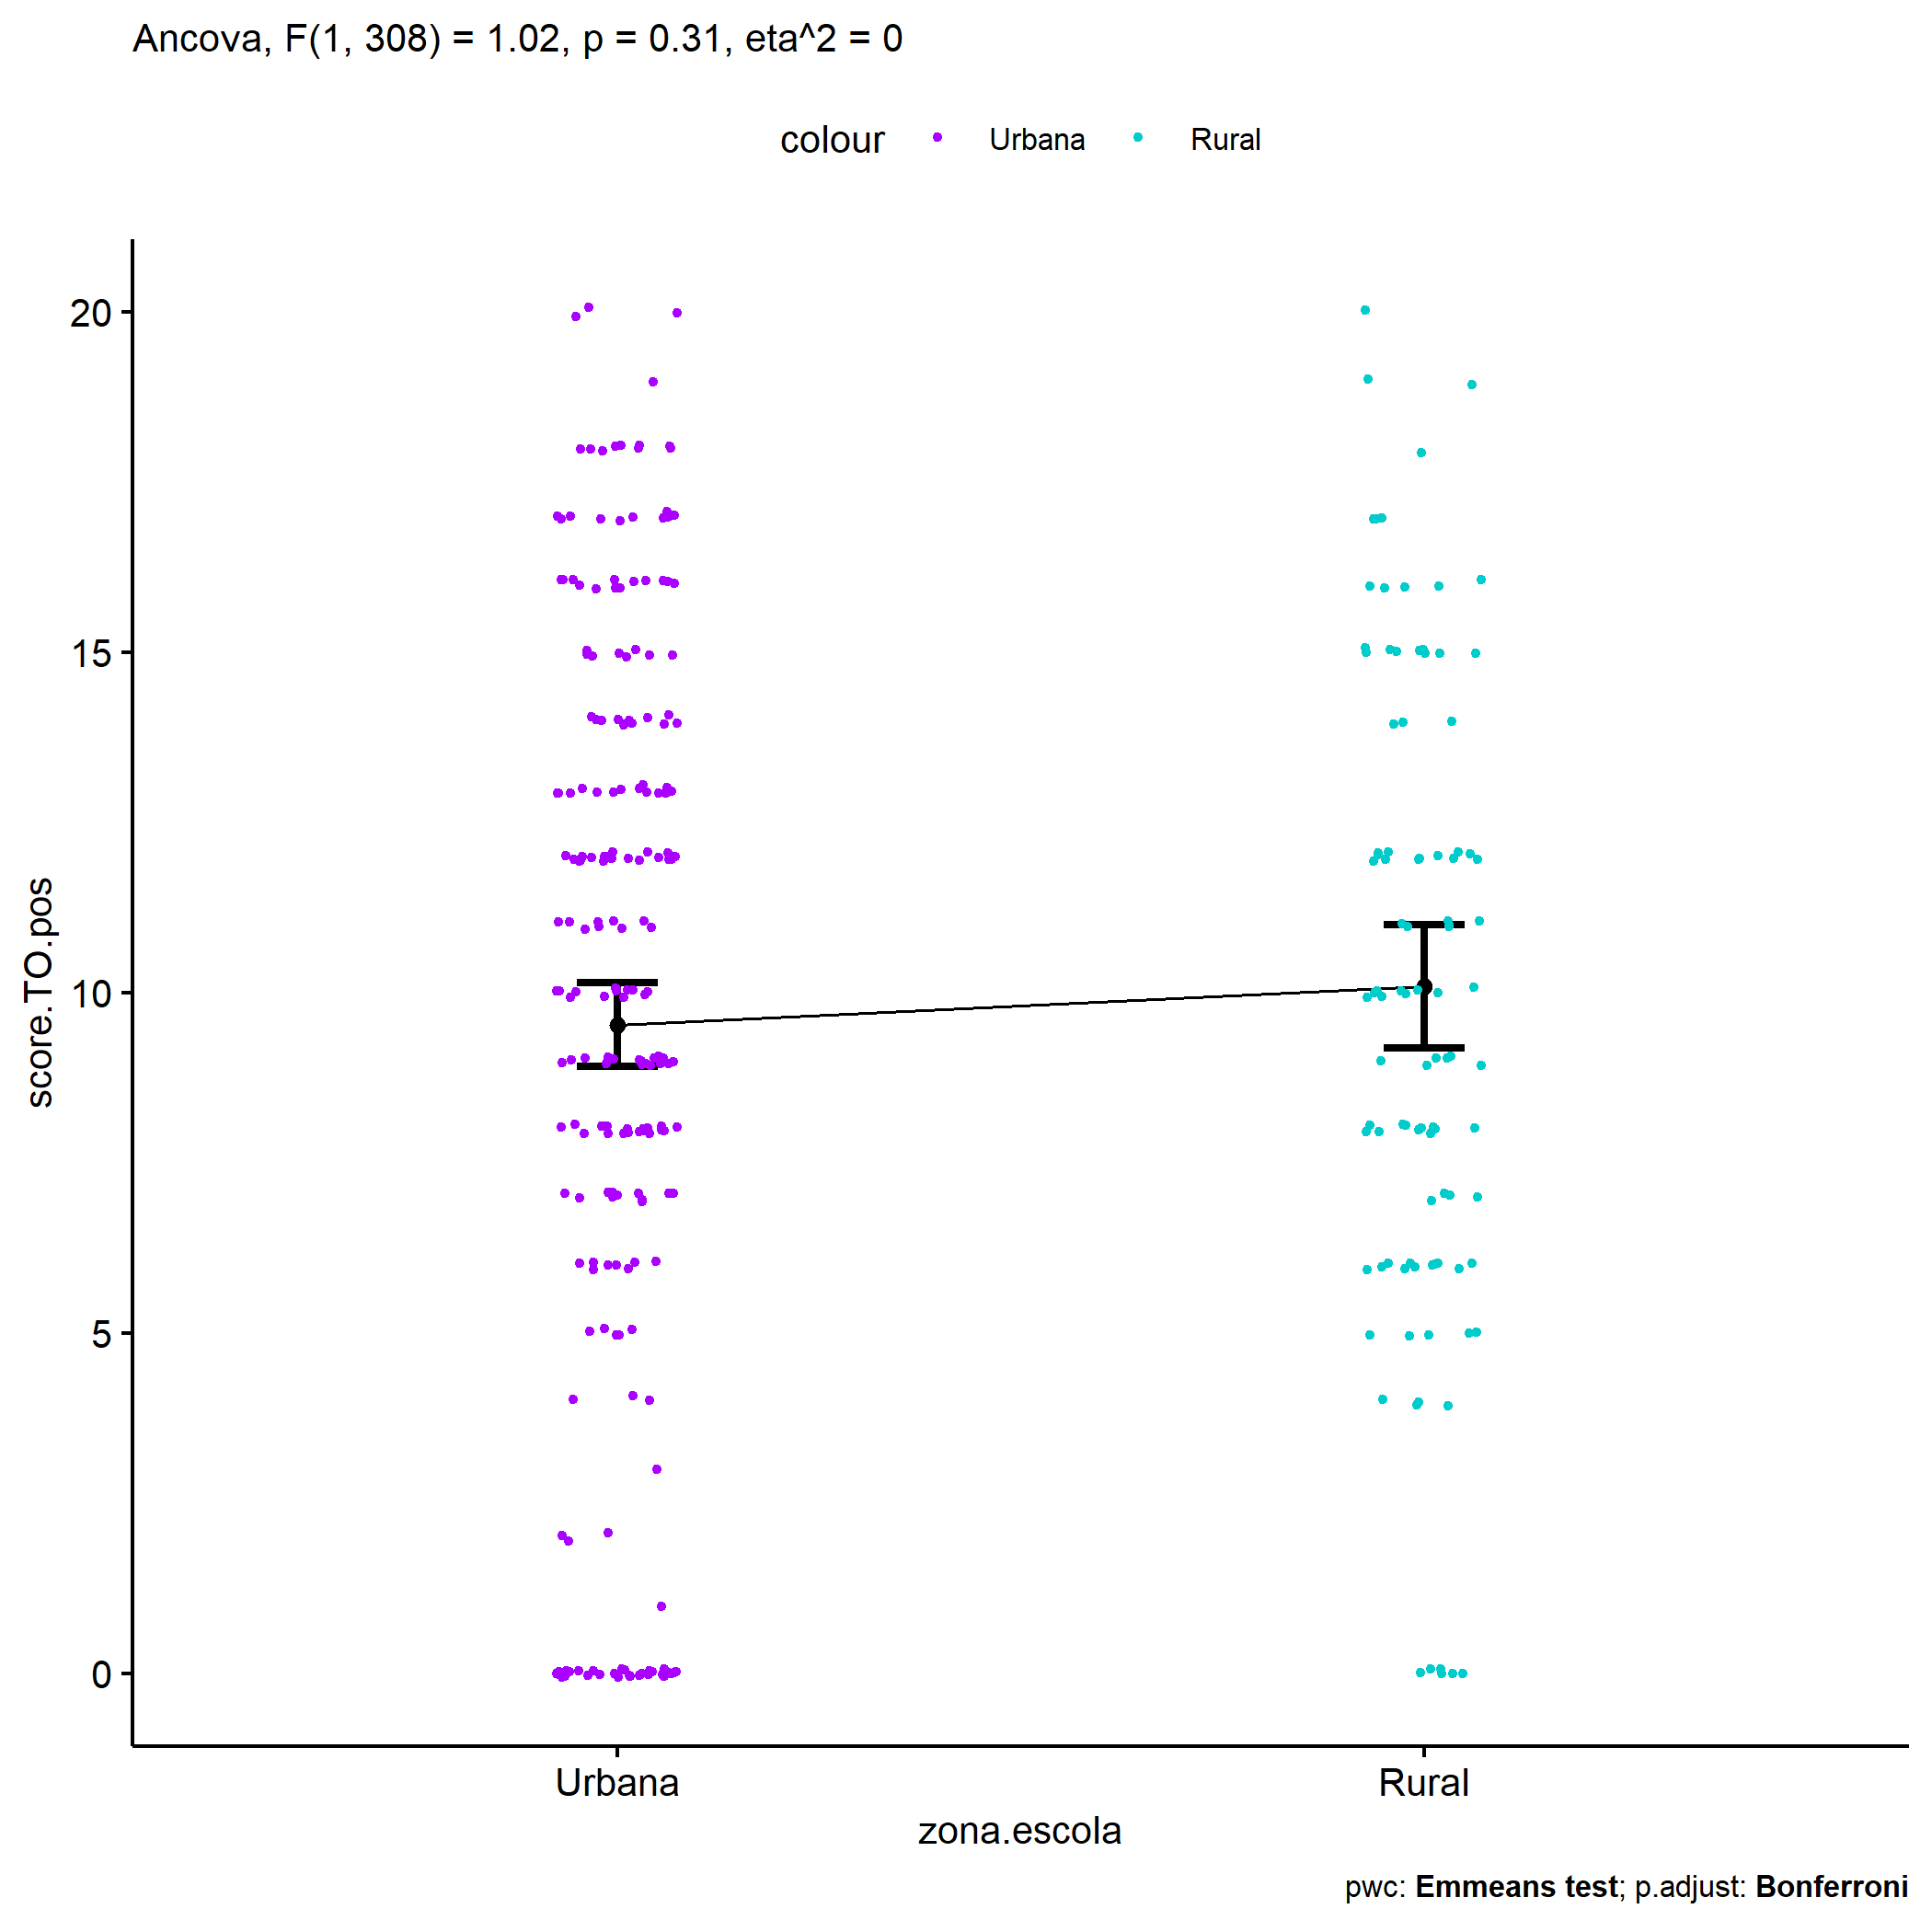 Ancova, F(1, 308) = 1.02, p = 0.31, eta^2 = 0
colour Urbana Rural
20
15
10
5
0
score.TO.pos
Urbana Rural
zona.escola
pwc: Emmeans test; p.adjust: Bonferroni